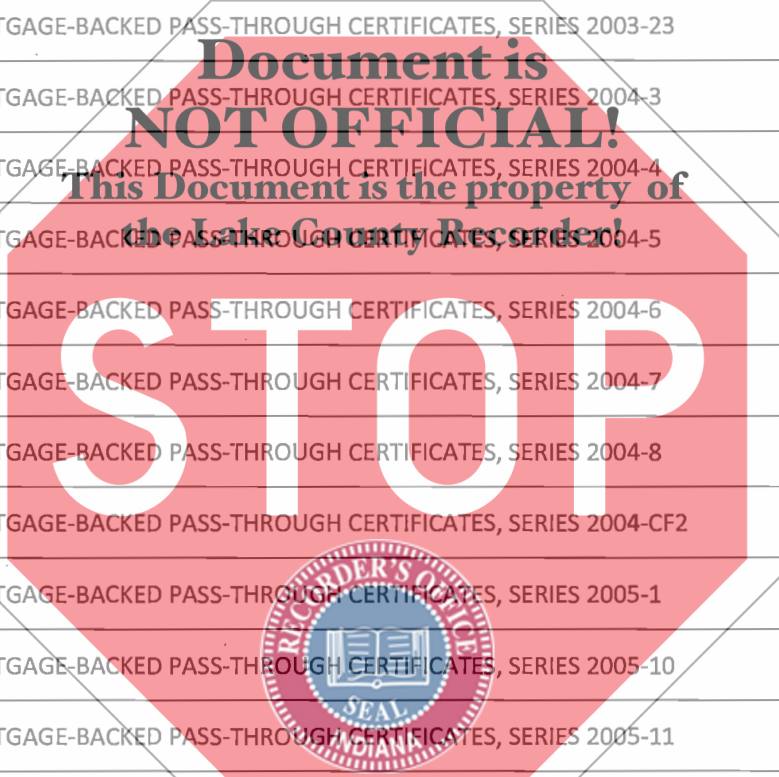 TGAGE-BACKED PASS-THROUGH CERTIFICATES, SERIES 2003-23
Document is
TGAGE-BACKED PASS-THROUGH CERTIFICATES, SERIES 2004-3
NOT OFFICIAL!
TGAGE-BACKED PASS-THROUGH CERTIFICATES, SERIES 2004-4
This Document is the property of
the Lake County Recorder!
TGAGE-BACKED PASS-THROUGH CERTIFICATES, SERIES 2004-5
TGAGE-BACKED PASS-THROUGH CERTIFICATES, SERIES 2004-6
STOP
TGAGE-BACKED PASS-THROUGH CERTIFICATES, SERIES 2004-7
TGAGE-BACKED PASS-THROUGH CERTIFICATES, SERIES 2004-8
TGAGE-BACKED PASS-THROUGH CERTIFICATES, SERIES 2004-CF2
RECORDER'S OFFICE
TGAGE-BACKED PASS-THROUGH CERTIFICATES, SERIES 2005-1
TGAGE-BACKED PASS-THROUGH CERTIFICATES, SERIES 2005-10
SEAL
TGAGE-BACKED PASS-THROUGH CERTIFICATES, SERIES 2005-11
INDIANA